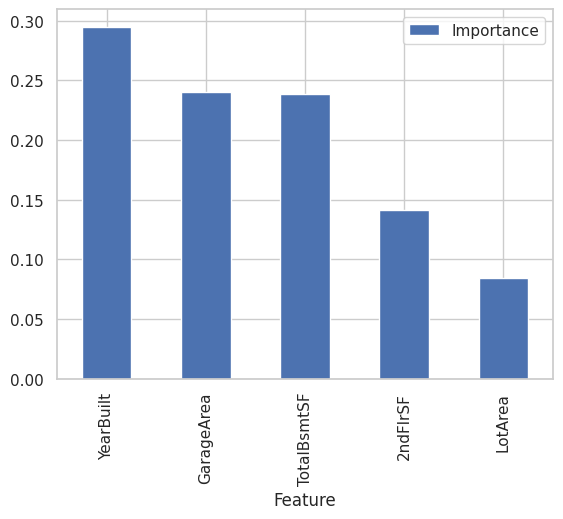 0.30
0.25
0.20
0.15
0.10
0.05
0.00
Importance
YearBuilt
GarageArea
TotalBsmtSF
2ndFlrSF
LotArea
Feature